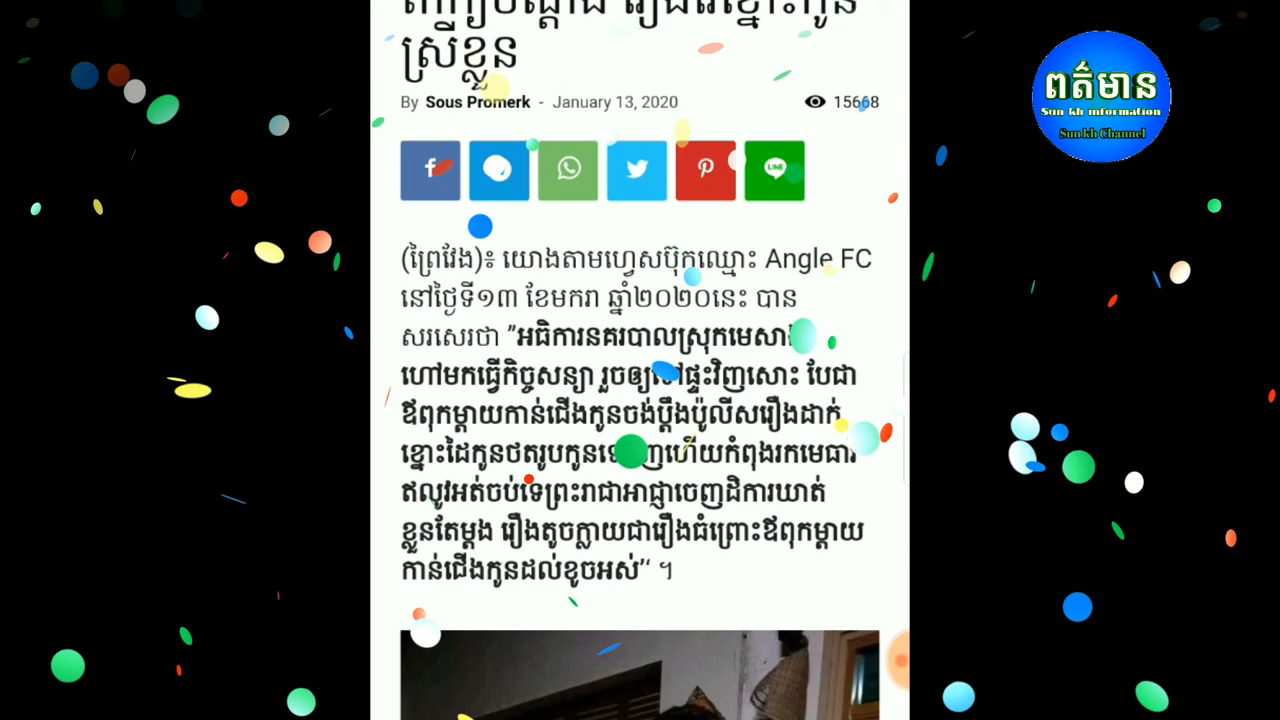 ស្រីខ្លួន
By Sous Promerk - January 13, 2020 15668
LINE
(ព្រៃវែង)៖ យោងតាមហ្វេសប៊ុកឈ្មោះ Angle FC
នៅថ្ងៃទី១៣ ខែមករា ឆ្នាំ២០២០នេះ បាន
សរសេរថា ”អធិការនគរបាលស្រុកមេសាង
ហៅមកធ្វើកិច្ចសន្យា រួចឲ្យទៅផ្ទះវិញសោះ បែជា
ឪពុកម្ដាយកាន់ជើងកូនចង់ប្ដឹងប៉ូលីសរឿងដាក់
ខ្នោះដៃកូនថតរូបកូនទេញហើយកំពុងរកមេធាវី
ឥលូវអត់ចប់ទេព្រះរាជាអាជ្ញាចេញដិការឃាត់
ខ្លួនតែម្ដង រឿងតូចក្លាយជារឿងធំព្រោះឪពុកម្ដាយ
កាន់ជើងកូនដល់ខូចអស់’’ ។
ពត៌មាន
Sun kh information
Sun kh Channel